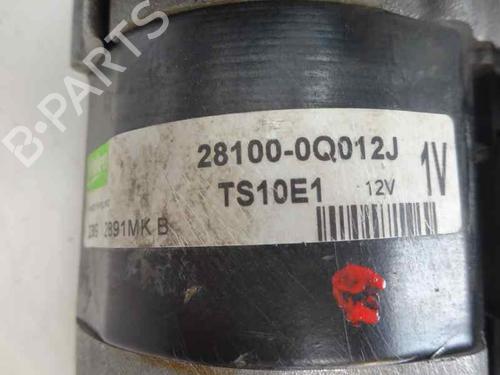 B-PARTS
28100-0Q012J
TS10E1 12V
1V
2891MK B